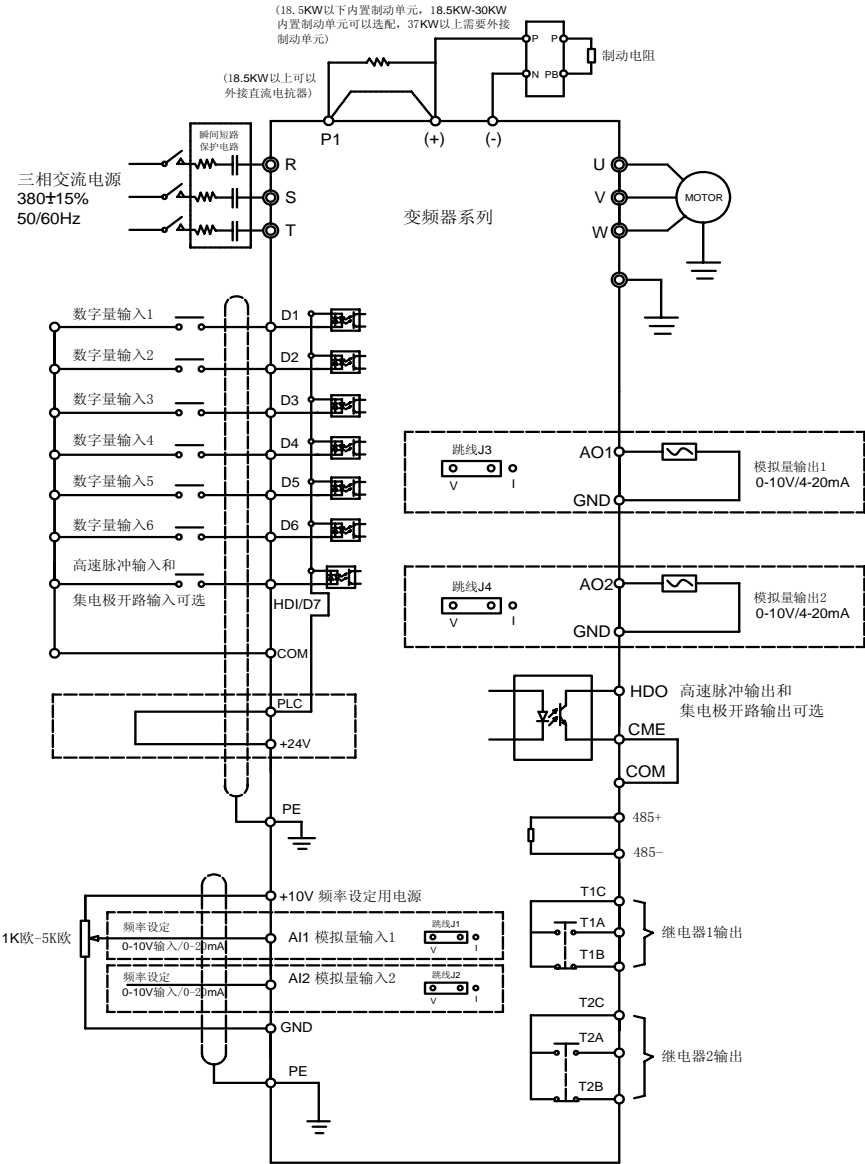 (18.5KW以下内置制动单元，18.5KW-30KW
内置制动单元可以选配，37KW以上需要外接
制动单元)
P P
N PB
制动电阻
(18.5KW以上可以
外接直流电抗器)
P1 (+) (-)
瞬间短路
保护电路
三相交流电源
380±15%
50/60Hz
R
S
T
变频器系列
U
V
W
MOTOR
数字量输入1 D1
数字量输入2 D2
数字量输入3 D3
数字量输入4 D4
数字量输入5 D5
数字量输入6 D6
高速脉冲输入和
集电极开路输入可选 HDI/D7
COM
PLC
+24V
PE
跳线J3
V I
AO1
GND
模拟量输出1
0-10V/4-20mA
跳线J4
V I
AO2
GND
模拟量输出2
0-10V/4-20mA
HDO 高速脉冲输出和
集电极开路输出可选
CME
COM
485+
485-
+10V 频率设定用电源
1K欧-5K欧
频率设定
0-10V输入/0-20mA
AI1 模拟量输入1
跳线J1
V I
频率设定
0-10V输入/0-20mA
AI2 模拟量输入2
跳线J2
V I
GND
PE
T1C
T1A
T1B
继电器1输出
T2C
T2A
T2B
继电器2输出